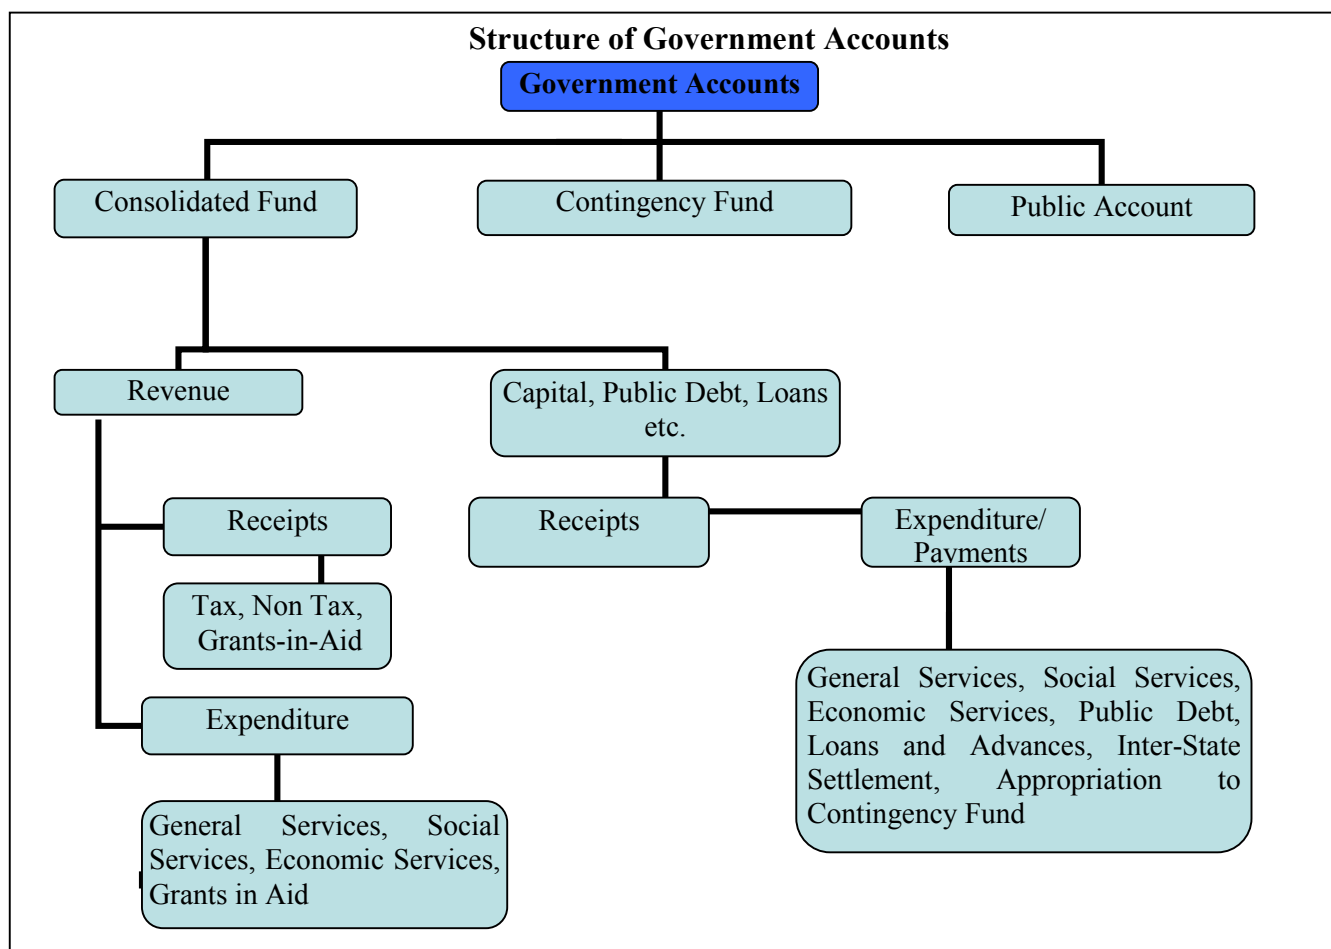 Structure of Government Accounts
Government Accounts
Consolidated Fund
Contingency Fund
Public Account
Revenue
Capital, Public Debt, Loans
etc.
Receipts
Receipts
Expenditure/
Payments
Tax, Non Tax,
Grants-in-Aid
Expenditure
General Services, Social Services,
Economic Services, Public Debt,
Loans and Advances, Inter-State
Settlement, Appropriation to
Contingency Fund
General Services, Social
Services, Economic Services,
Grants in Aid